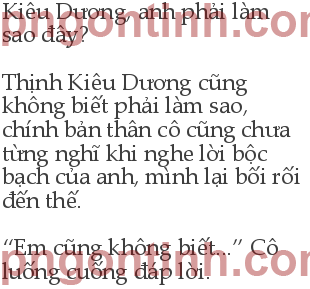 Kiêu Dương, anh phải làm
sao đây?
Thịnh Kiêu Dương cũng
không biết phải làm sao,
chính bản thân cô cũng chưa
từng nghĩ khi nghe lời bộc
bạch của anh, mình lại bối rối
đến thế.
“Em cũng không biết...” Cô
luống cuống đáp lời.
pngontinh.com
pngontinh.com